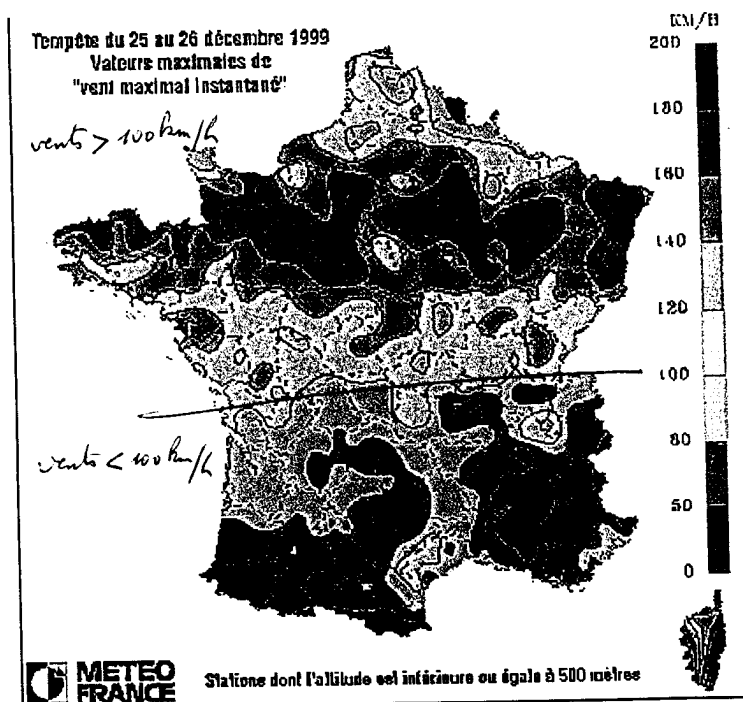 Tempête du 25 au 26 décembre 1999
Valeurs maximales de
"vent maximal instantané"
vents > 100 km/h
vents < 100 km/h
KM/H
200
180
160
140
120
100
80
50
0
METEO
FRANCE
Stations dont l'altitude est inférieure ou égale à 500 mètres